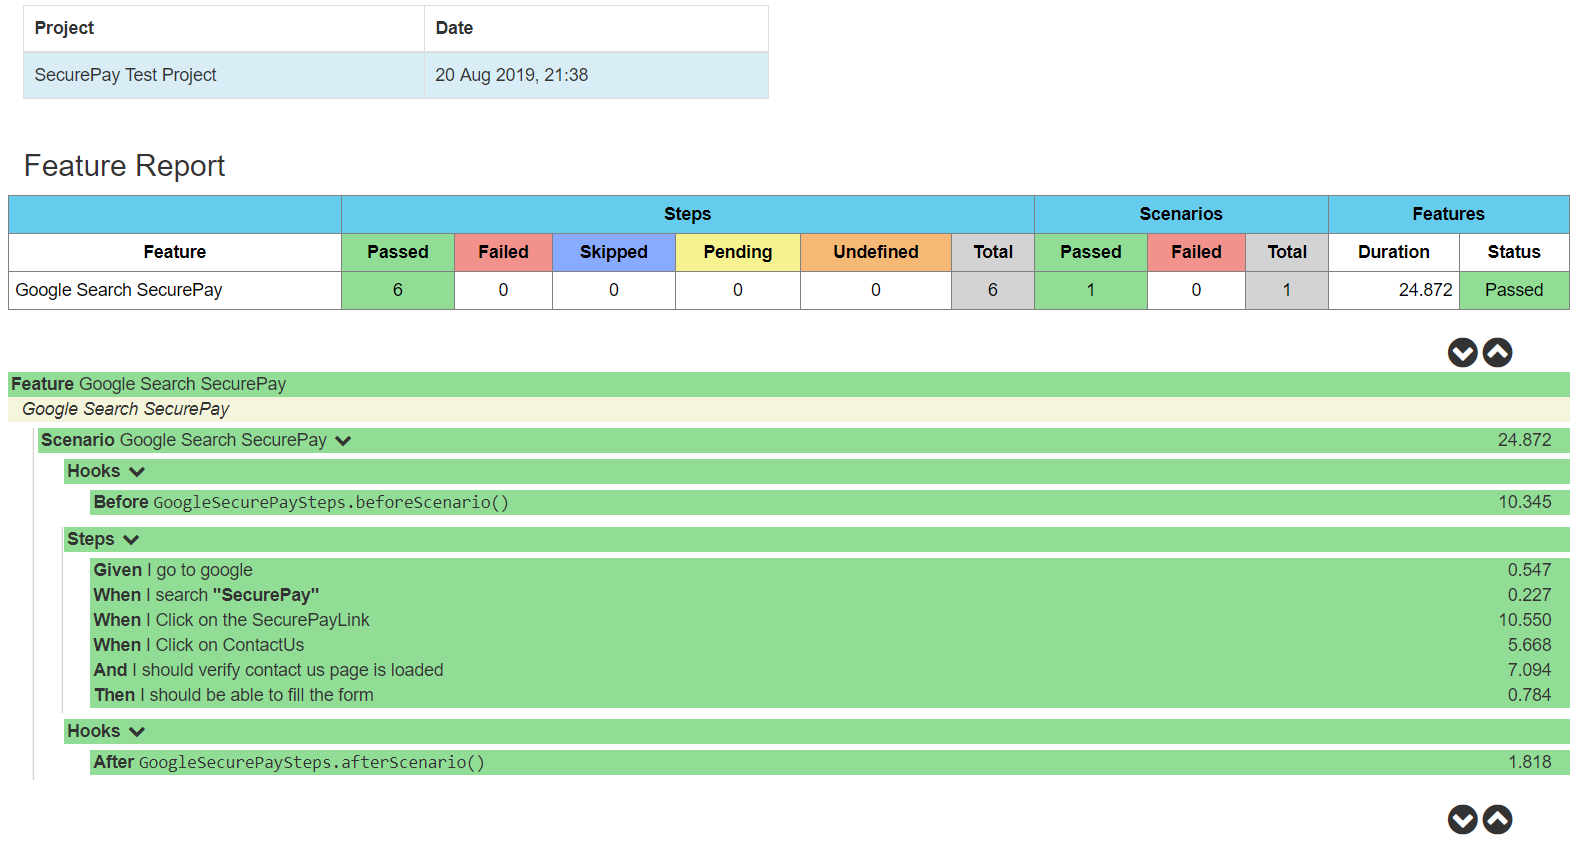 Project Date
SecurePay Test Project 20 Aug 2019, 21:38
Feature Report
Steps Scenarios Features
Feature Passed Failed Skipped Pending Undefined Total Passed Failed Total Duration Status
Google Search SecurePay 6 0 0 0 0 6 1 0 1 24.872 Passed
Feature Google Search SecurePay
Google Search SecurePay
Scenario Google Search SecurePay 24.872
Hooks
Before GoogleSecurePaySteps.beforeScenario() 10.345
Steps
Given I go to google 0.547
When I search "SecurePay" 0.227
When I Click on the SecurePayLink 10.550
When I Click on ContactUs 5.668
And I should verify contact us page is loaded 7.094
Then I should be able to fill the form 0.784
Hooks
After GoogleSecurePaySteps.afterScenario() 1.818